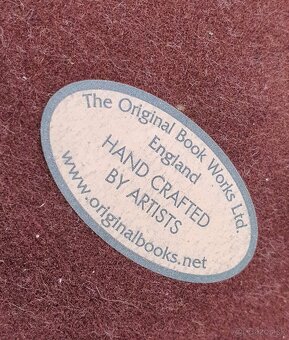 The Original Book Works Ltd.
England
HAND CRAFTED
BY ARTISTS
www.originalbooks.net